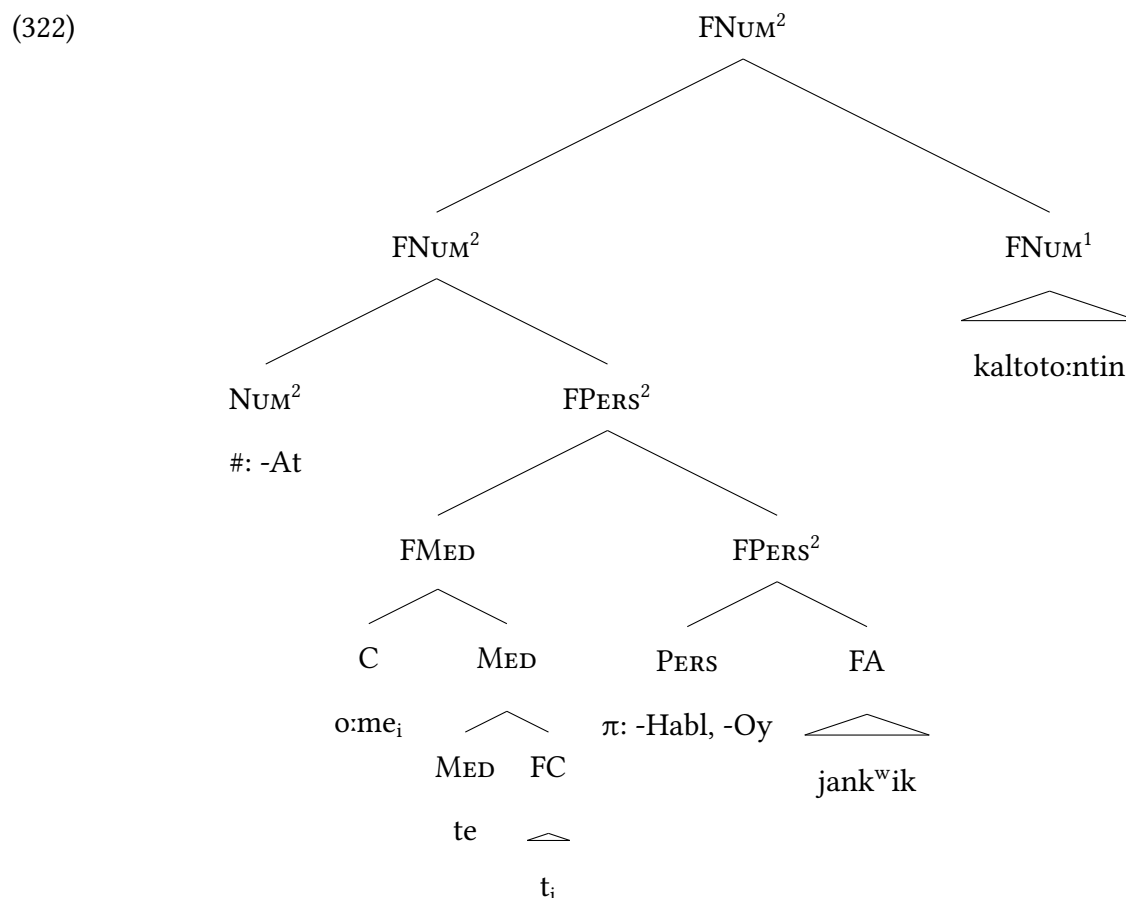 (322)
FNum²
FNum² FNum¹
kaltoto:ntin
Num² FPers²
#: -At
FMed FPers²
C Med Pers FA
o:meᵢ π: -Habl, -Oy
Med FC jankʷik
te
tᵢ